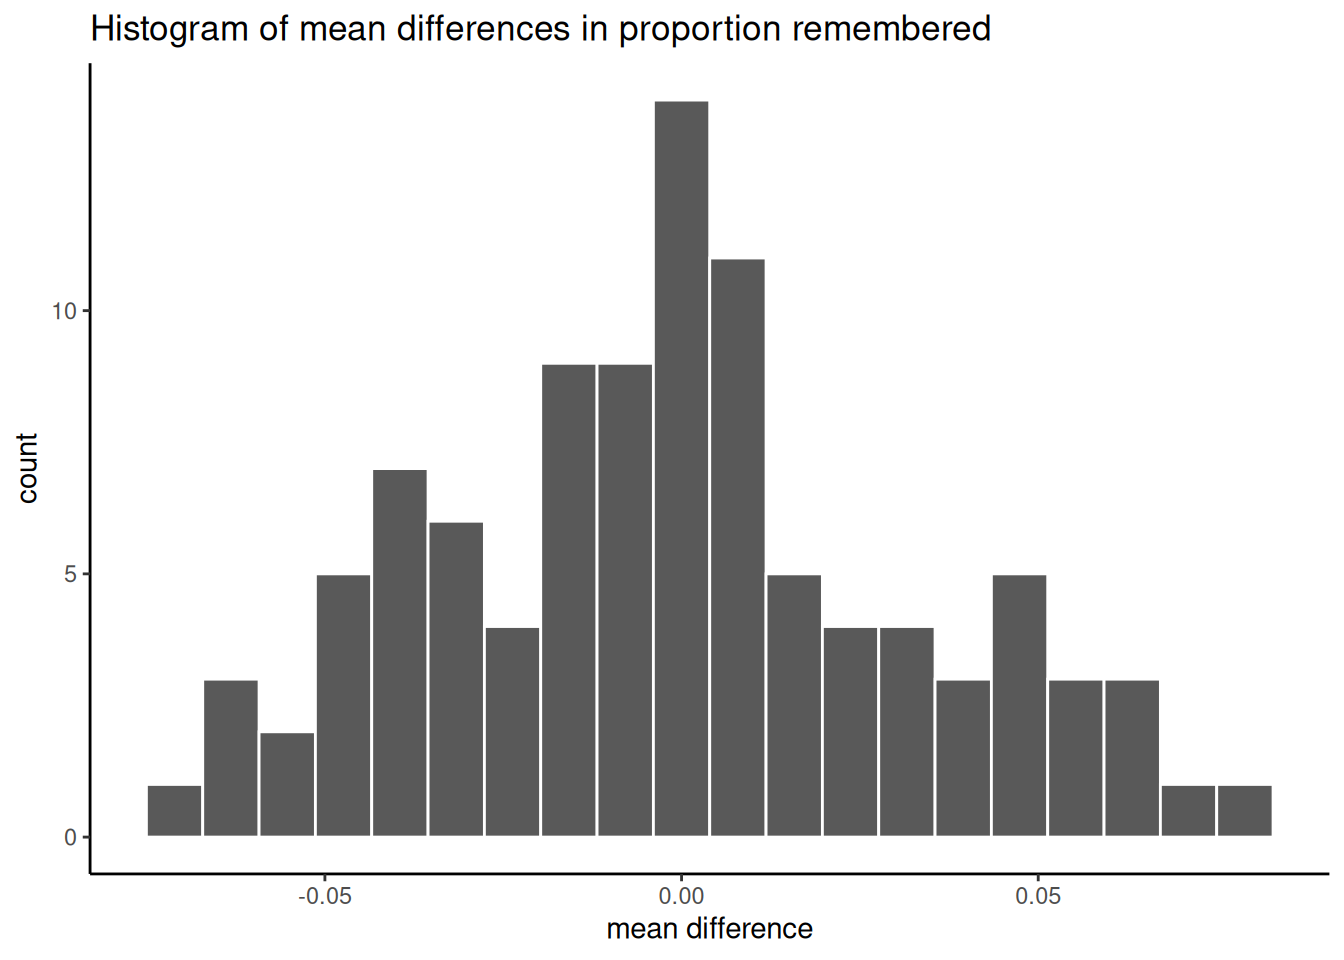 Histogram of mean differences in proportion remembered
10
5
0
count
-0.05 0.00 0.05
mean difference